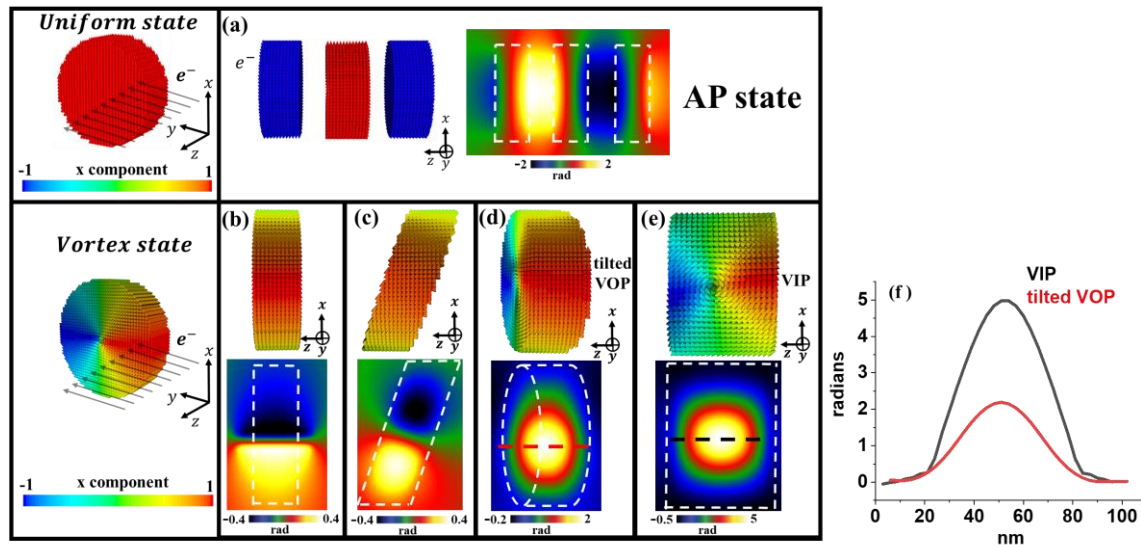 Uniform state
e⁻
x
y
z
-1 x component 1
(a)
e⁻
x
z y
-2 2
rad
AP state
Vortex state
e⁻
x
y
z
-1 x component 1
(b)
x
z y
-0.4 0.4
rad
(c)
x
z y
-0.4 0.4
rad
(d)
tilted
VOP
x
z y
-0.2 2
rad
(e)
VIP
x
z y
-0.5 5
rad
(f )
VIP
tilted VOP
radians
5
4
3
2
1
0
0 20 40 60 80 100
nm